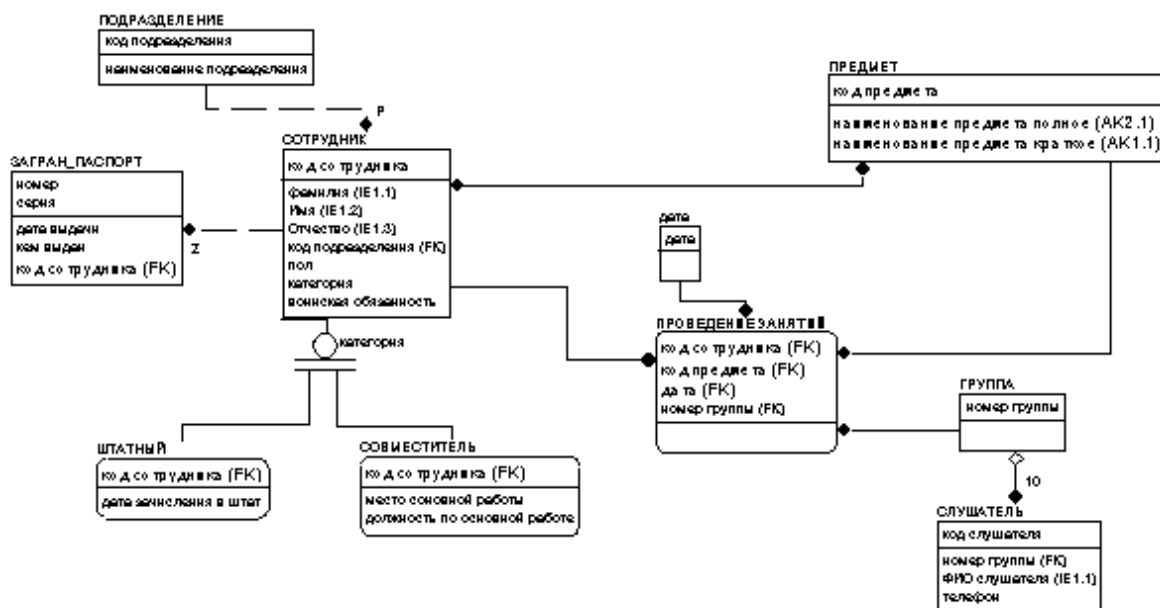 ПОДРАЗДЕЛЕНИЕ
код подразделения
наименование подразделения
P
СОТРУДНИК
код сотрудника
фамилия (IE1.1)
Имя (IE1.2)
Отчество (IE1.3)
код подразделения (FK)
пол
категория
воинская обязанность
ЗАГРАН_ПАСПОРТ
номер
серия
дата выдачи
кем выдан
код сотрудника (FK)
Z
категория
ШТАТНЫЙ
код сотрудника (FK)
дата зачисления в штат
СОВМЕСТИТЕЛЬ
код сотрудника (FK)
место соновной работы
должность по основной работе
ПРЕДМЕТ
код предмета
наименование предмета полное (AK2.1)
наименование предмета краткое (AK1.1)
дата
дата
ПРОВЕДЕНИЕ ЗАНЯТИЙ
код сотрудника (FK)
код предмета (FK)
дата (FK)
номер группы (FK)
ГРУППА
номер группы
10
СЛУШАТЕЛЬ
код слушателя
номер группы (FK)
ФИО слушателя (IE1.1)
телефон